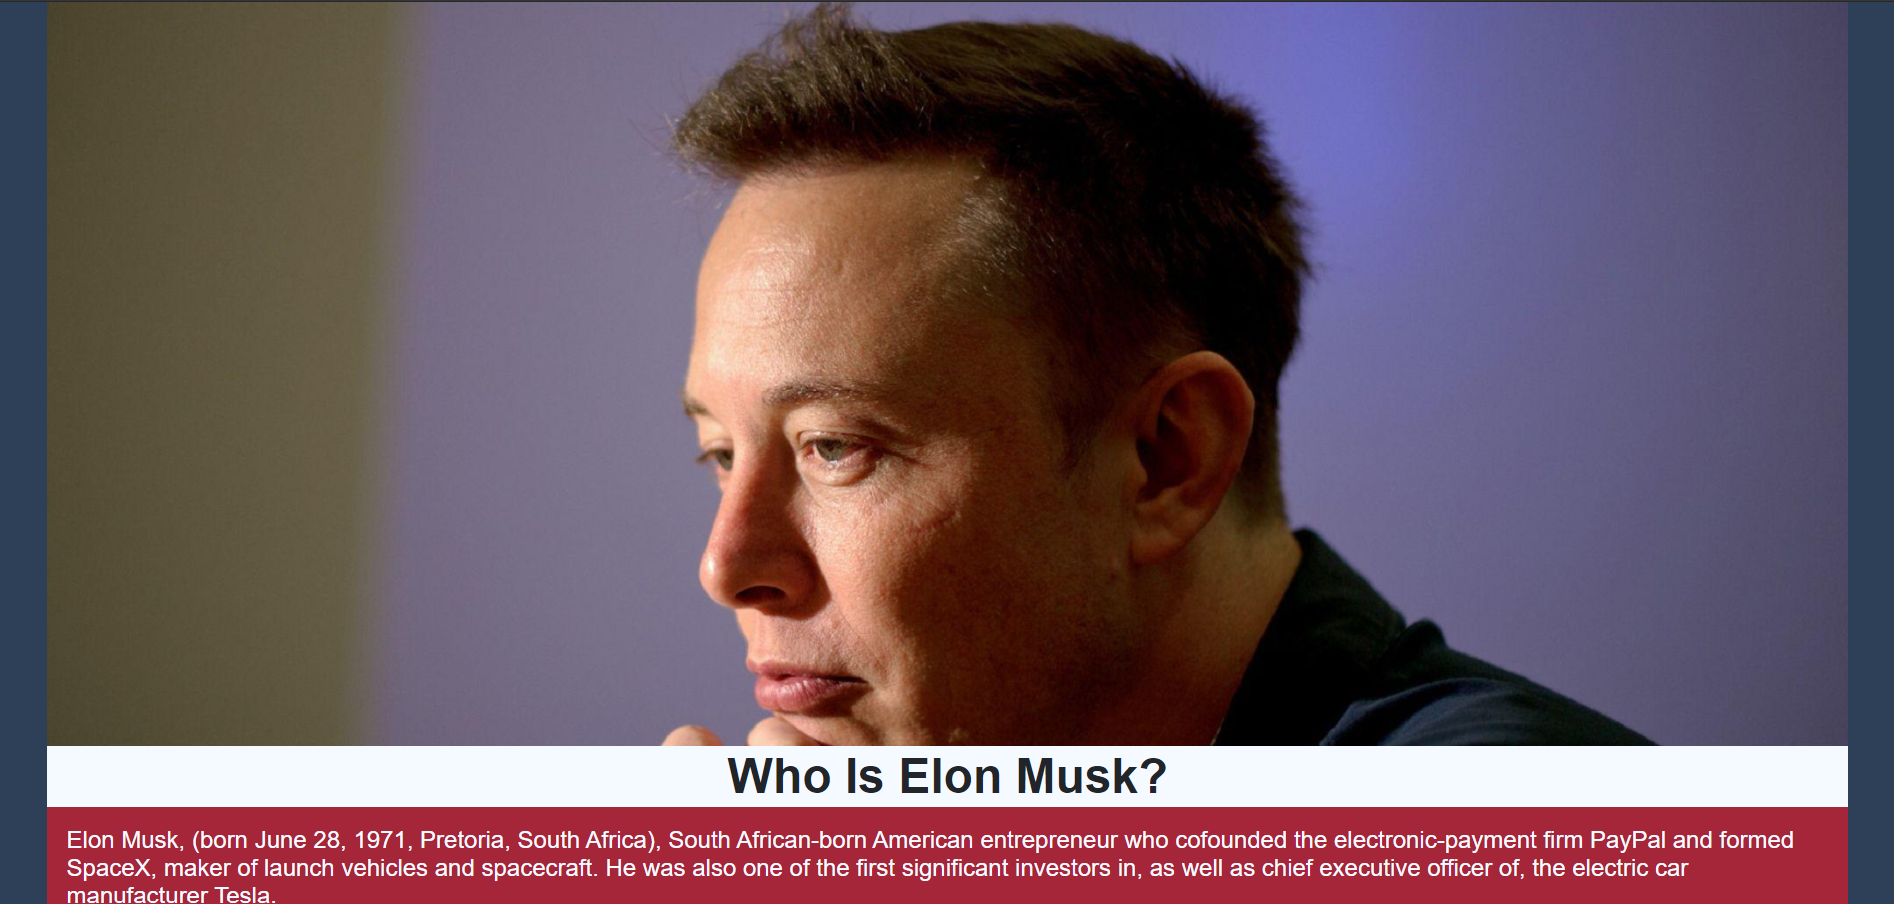 Who Is Elon Musk?
Elon Musk, (born June 28, 1971, Pretoria, South Africa), South African-born American entrepreneur who cofounded the electronic-payment firm PayPal and formed
SpaceX, maker of launch vehicles and spacecraft. He was also one of the first significant investors in, as well as chief executive officer of, the electric car
manufacturer Tesla.